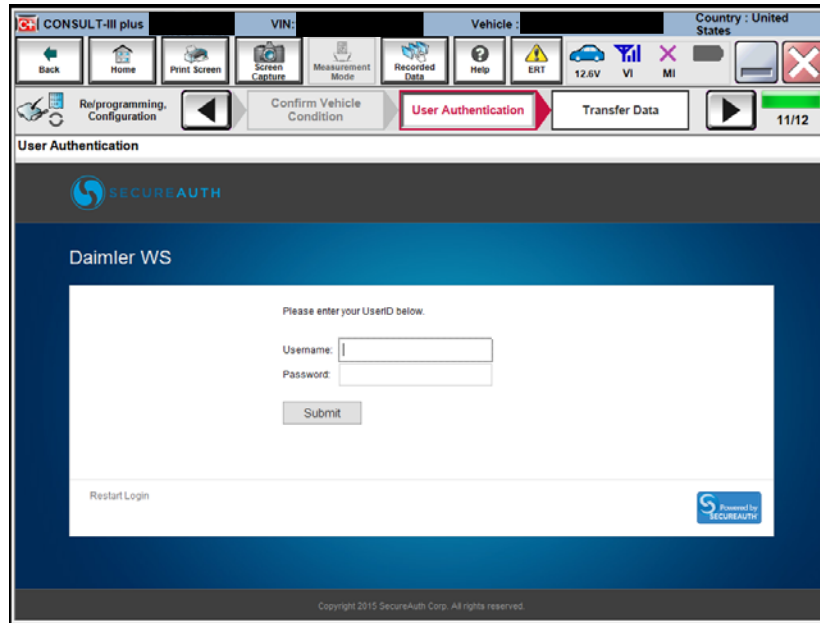 CONSULT-III plus VIN: Vehicle : Country : United States
Back
Home
Print Screen
Screen Capture
Measurement Mode
Recorded Data
Help
ERT
12.6V
VI
MI
Re/programming, Configuration
Confirm Vehicle Condition
User Authentication
Transfer Data
11/12
User Authentication
SECUREAUTH
Daimler WS
Please enter your UserID below.
Username:
Password:
Submit
Restart Login
Powered by
SECUREAUTH
Copyright 2015 SecureAuth Corp. All rights reserved.